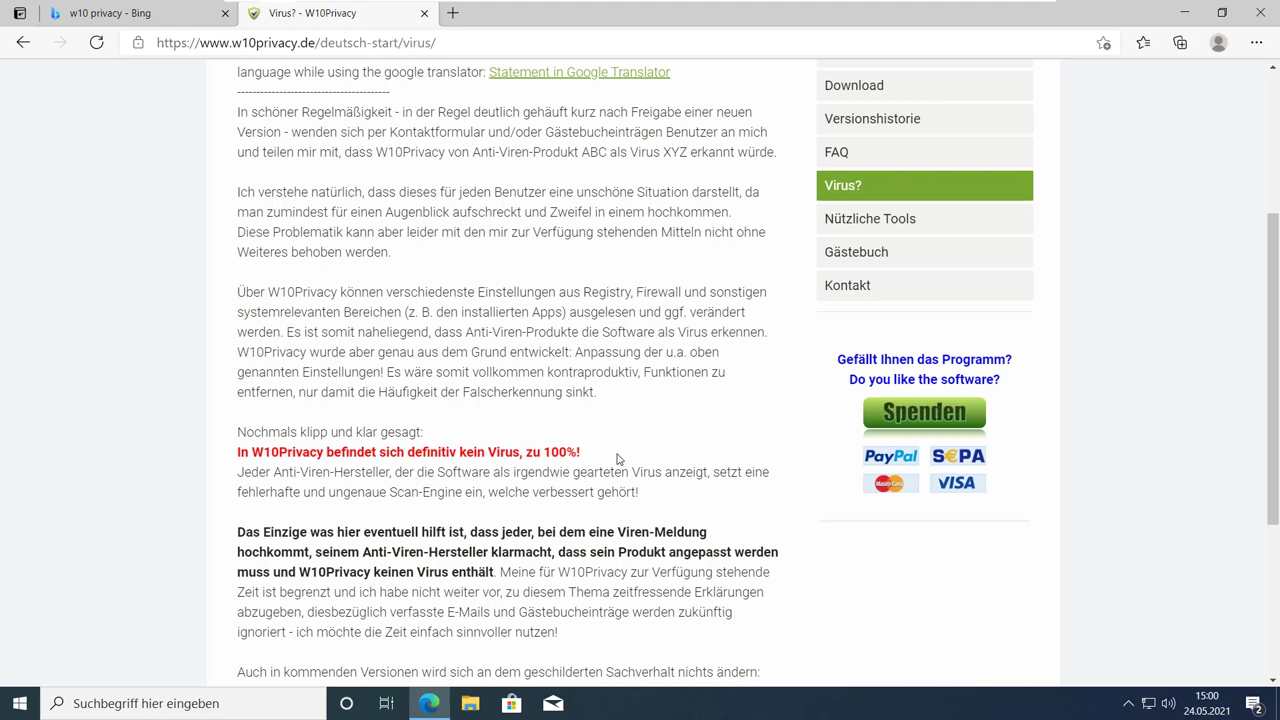 w10 privacy - Bing
Virus? - W10Privacy
https://www.w10privacy.de/deutsch-start/virus/
language while using the google translator: Statement in Google Translator
---------------------------------------
In schöner Regelmäßigkeit - in der Regel deutlich gehäuft kurz nach Freigabe einer neuen
Version - wenden sich per Kontaktformular und/oder Gästebucheinträgen Benutzer an mich
und teilen mir mit, dass W10Privacy von Anti-Viren-Produkt ABC als Virus XYZ erkannt würde.
Ich verstehe natürlich, dass dieses für jeden Benutzer eine unschöne Situation darstellt, da
man zumindest für einen Augenblick aufschreckt und Zweifel in einem hochkommen.
Diese Problematik kann aber leider mit den mir zur Verfügung stehenden Mitteln nicht ohne
Weiteres behoben werden.
Über W10Privacy können verschiedenste Einstellungen aus Registry, Firewall und sonstigen
systemrelevanten Bereichen (z. B. den installierten Apps) ausgelesen und ggf. verändert
werden. Es ist somit naheliegend, dass Anti-Viren-Produkte die Software als Virus erkennen.
W10Privacy wurde aber genau aus dem Grund entwickelt: Anpassung der u.a. oben
genannten Einstellungen! Es wäre somit vollkommen kontraproduktiv, Funktionen zu
entfernen, nur damit die Häufigkeit der Falscherkennung sinkt.
Nochmals klipp und klar gesagt:
In W10Privacy befindet sich definitiv kein Virus, zu 100%!
Jeder Anti-Viren-Hersteller, der die Software als irgendwie gearteten Virus anzeigt, setzt eine
fehlerhafte und ungenaue Scan-Engine ein, welche verbessert gehört!
Das Einzige was hier eventuell hilft ist, dass jeder, bei dem eine Viren-Meldung
hochkommt, seinem Anti-Viren-Hersteller klarmacht, dass sein Produkt angepasst werden
muss und W10Privacy keinen Virus enthält. Meine für W10Privacy zur Verfügung stehende
Zeit ist begrenzt und ich habe nicht weiter vor, zu diesem Thema zeitfressende Erklärungen
abzugeben, diesbezüglich verfasste E-Mails und Gästebucheinträge werden zukünftig
ignoriert - ich möchte die Zeit einfach sinnvoller nutzen!
Auch in kommenden Versionen wird sich an dem geschilderten Sachverhalt nichts ändern:
Download
Versionshistorie
FAQ
Virus?
Nützliche Tools
Gästebuch
Kontakt
Gefällt Ihnen das Programm?
Do you like the software?
Spenden
PayPal
SEPA
MasterCard
VISA
Suchbegriff hier eingeben
15:00
24.05.2021
2